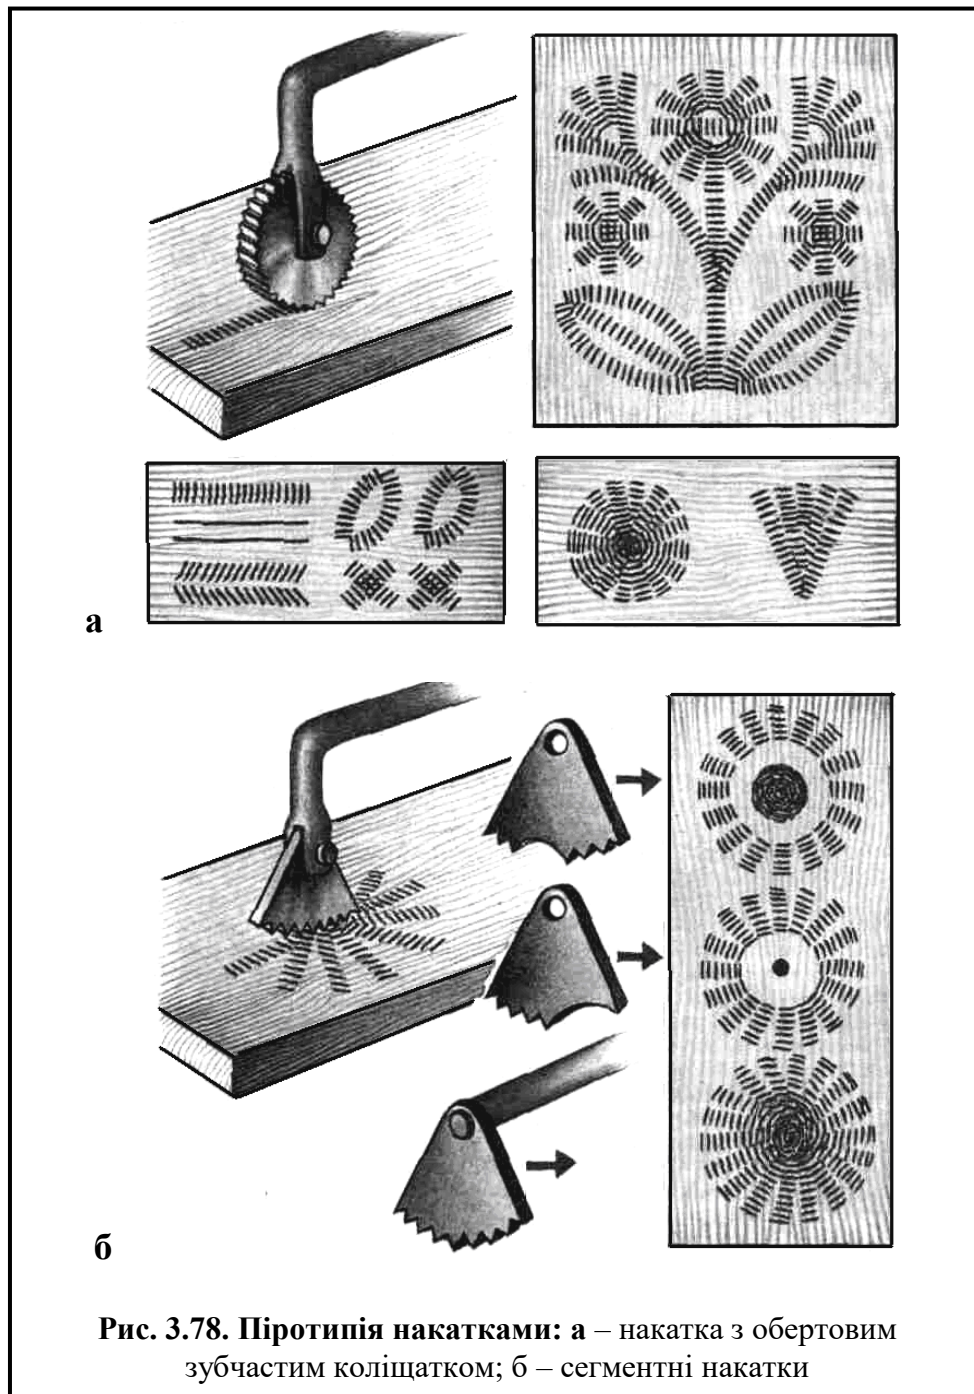 а
б
Рис. 3.78. Піротипія накатками: а – накатка з обертовим
зубчастим коліщатком; б – сегментні накатки